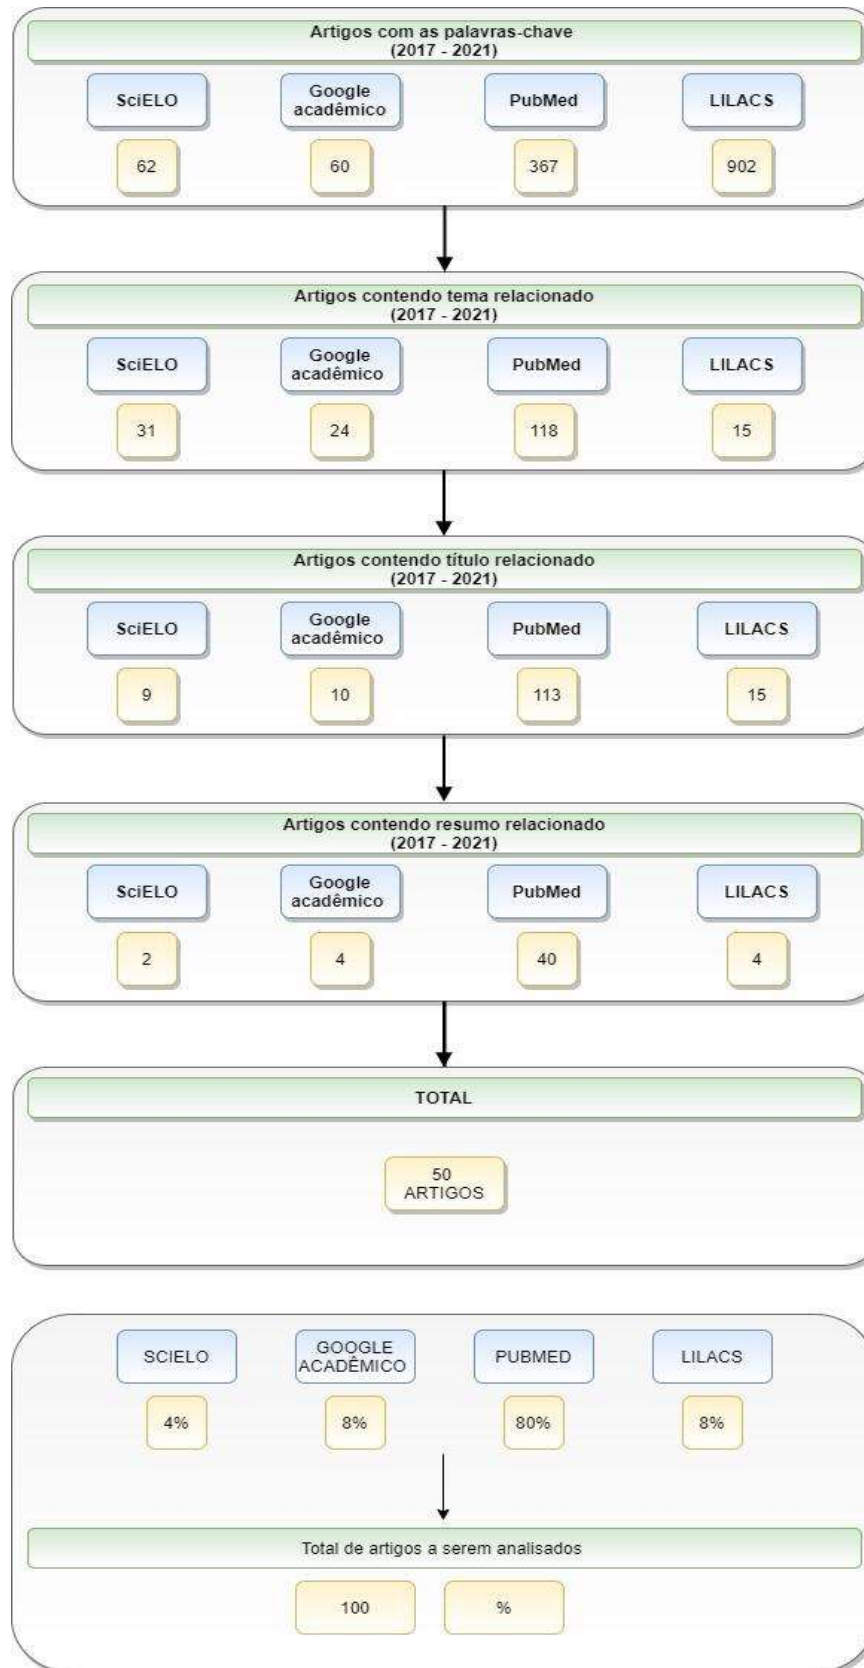 Artigos com as palavras-chave
(2017 - 2021)
SciELO
Google
acadêmico
PubMed
LILACS
62
60
367
902
Artigos contendo tema relacionado
(2017 - 2021)
SciELO
Google
acadêmico
PubMed
LILACS
31
24
118
15
Artigos contendo título relacionado
(2017 - 2021)
SciELO
Google
acadêmico
PubMed
LILACS
9
10
113
15
Artigos contendo resumo relacionado
(2017 - 2021)
SciELO
Google
acadêmico
PubMed
LILACS
2
4
40
4
TOTAL
50
ARTIGOS
SCIELO
GOOGLE
ACADÊMICO
PUBMED
LILACS
4%
8%
80%
8%
Total de artigos a serem analisados
100
%